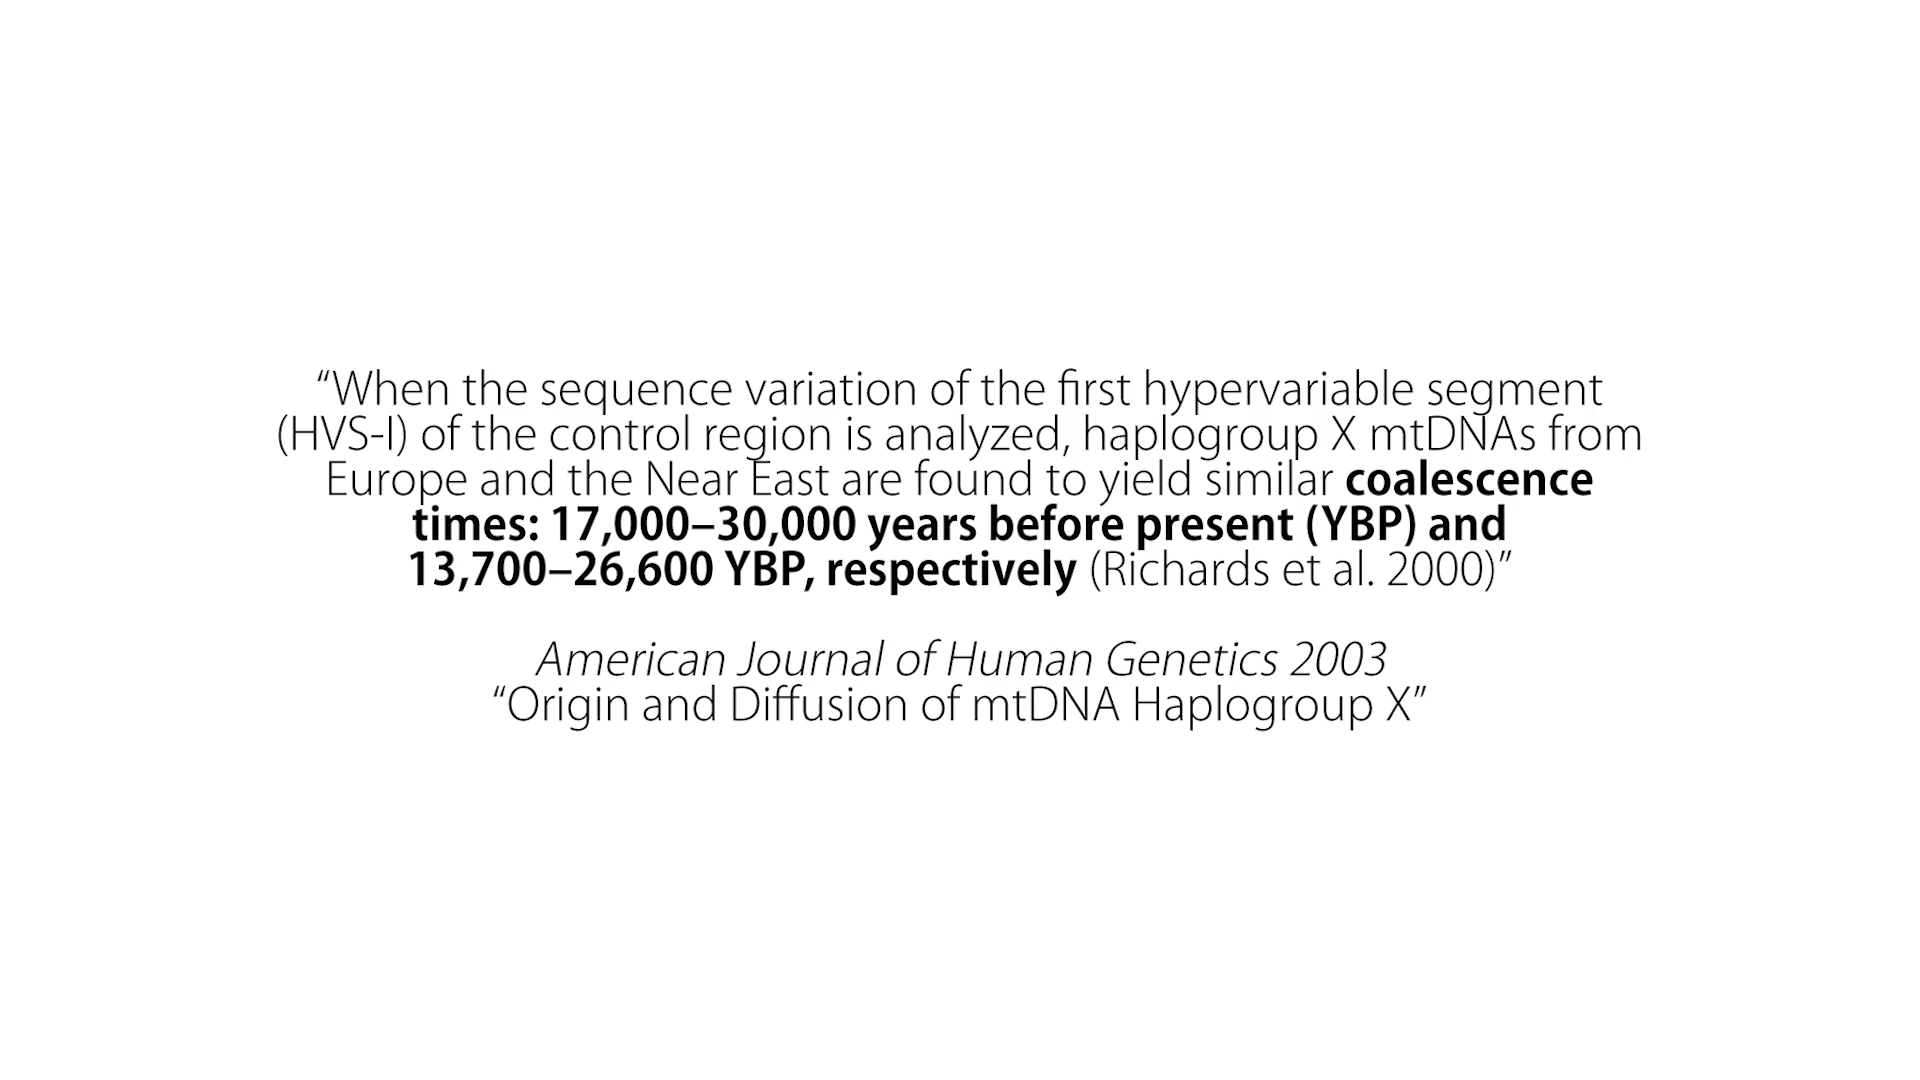 “When the sequence variation of the first hypervariable segment
(HVS-I) of the control region is analyzed, haplogroup X mtDNAs from
Europe and the Near East are found to yield similar coalescence
times: 17,000–30,000 years before present (YBP) and
13,700–26,600 YBP, respectively (Richards et al. 2000)”
American Journal of Human Genetics 2003
“Origin and Diffusion of mtDNA Haplogroup X”